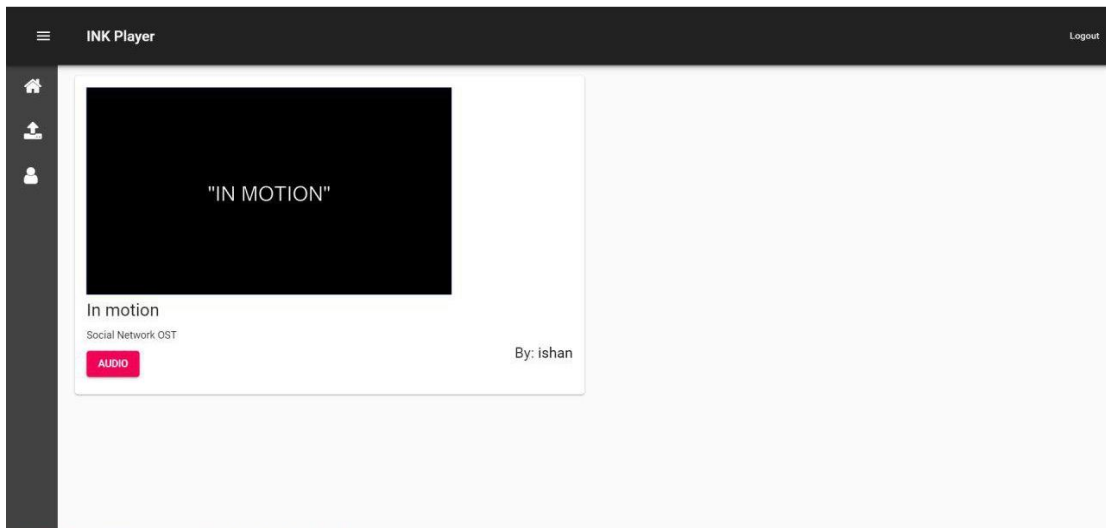 INK Player
Logout
"IN MOTION"
In motion
Social Network OST
AUDIO
By: ishan